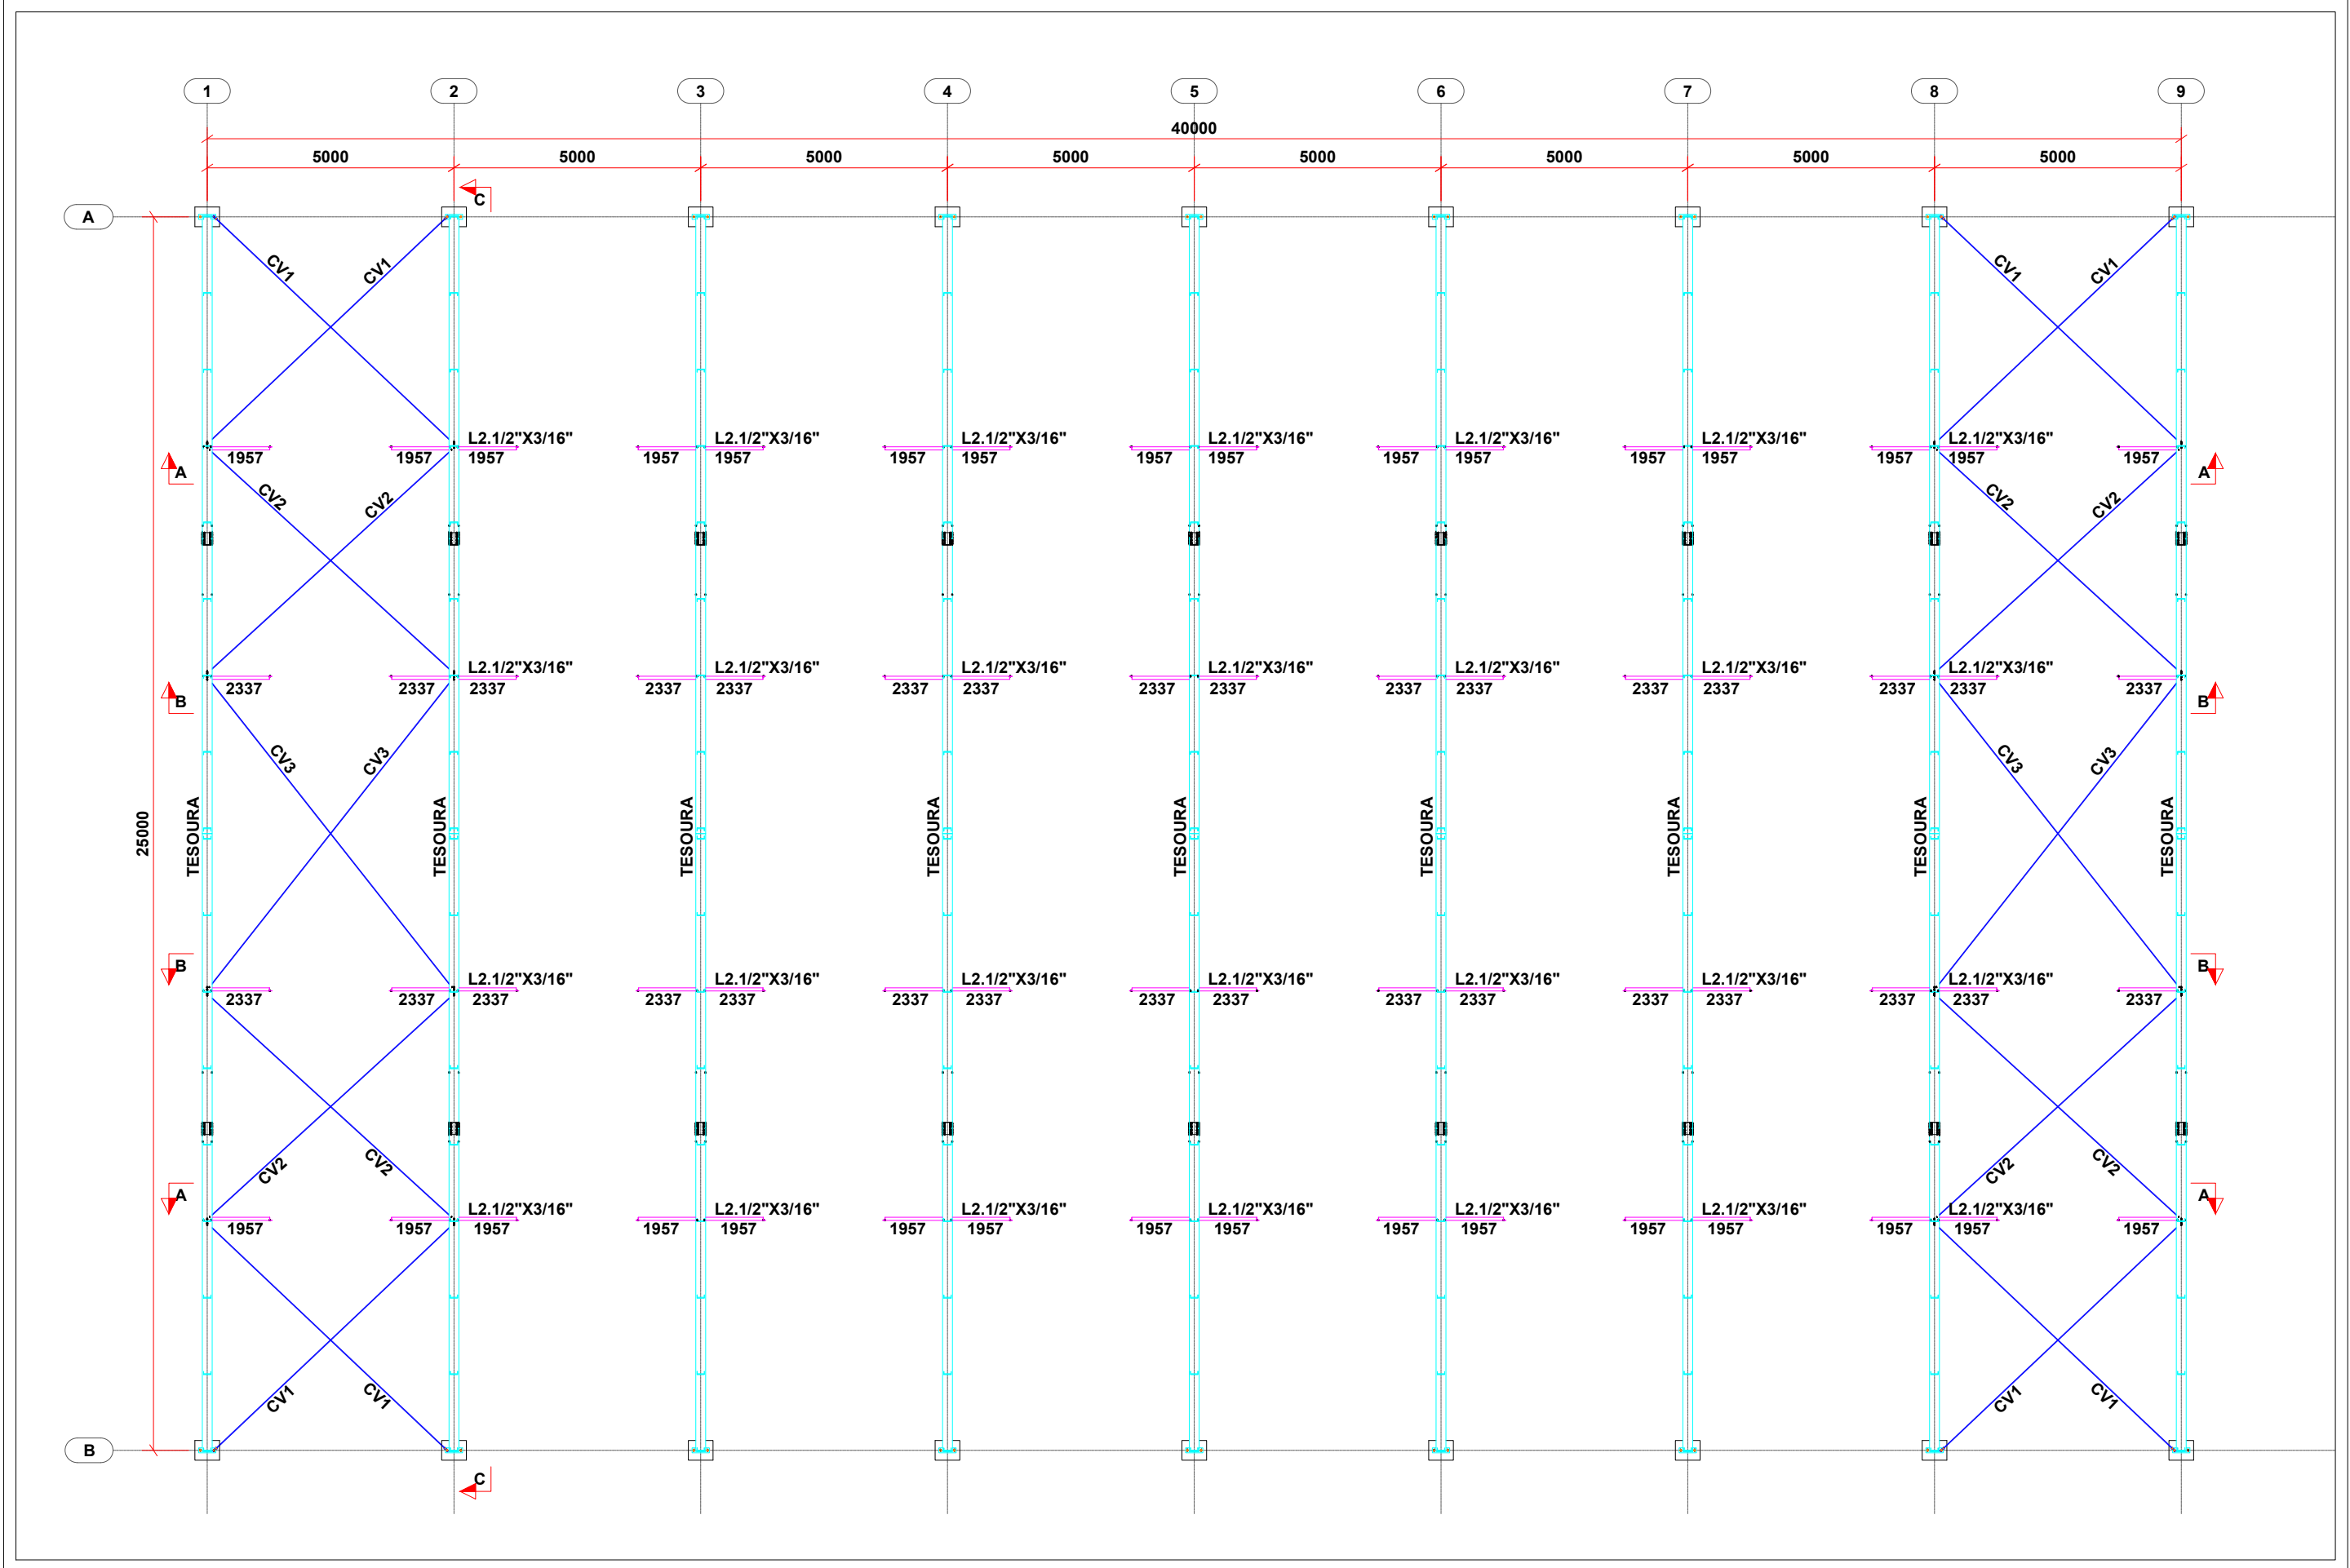 1 2 3 4 5 6 7 8 9
40000
5000 5000 5000 5000 5000 5000 5000 5000
C
A
CV1 CV1 CV1 CV1
L2.1/2"X3/16" L2.1/2"X3/16" L2.1/2"X3/16" L2.1/2"X3/16" L2.1/2"X3/16" L2.1/2"X3/16" L2.1/2"X3/16"
1957 1957 1957 1957 1957 1957 1957 1957 1957 1957 1957 1957 1957 1957 1957 1957
A A
CV2 CV2 CV2 CV2
L2.1/2"X3/16" L2.1/2"X3/16" L2.1/2"X3/16" L2.1/2"X3/16" L2.1/2"X3/16" L2.1/2"X3/16" L2.1/2"X3/16"
2337 2337 2337 2337 2337 2337 2337 2337 2337 2337 2337 2337 2337 2337 2337 2337
B B
CV3 CV3 CV3 CV3
25000
TESOURA TESOURA TESOURA TESOURA TESOURA TESOURA TESOURA TESOURA TESOURA
B B
L2.1/2"X3/16" L2.1/2"X3/16" L2.1/2"X3/16" L2.1/2"X3/16" L2.1/2"X3/16" L2.1/2"X3/16" L2.1/2"X3/16"
2337 2337 2337 2337 2337 2337 2337 2337 2337 2337 2337 2337 2337 2337 2337 2337
CV2 CV2 CV2 CV2
A A
L2.1/2"X3/16" L2.1/2"X3/16" L2.1/2"X3/16" L2.1/2"X3/16" L2.1/2"X3/16" L2.1/2"X3/16" L2.1/2"X3/16"
1957 1957 1957 1957 1957 1957 1957 1957 1957 1957 1957 1957 1957 1957 1957 1957
CV1 CV1 CV1 CV1
B
C